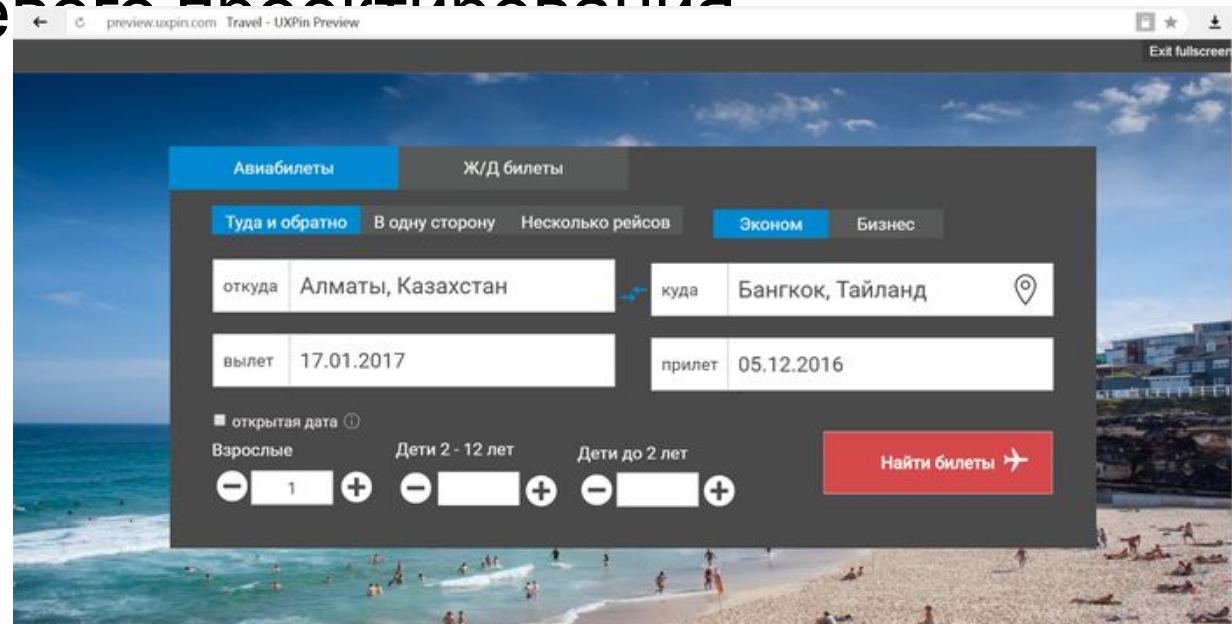 preview.uxpin.com Travel - UXPin Preview
Exit fullscreen
Авиабилеты Ж/Д билеты
Туда и обратно В одну сторону Несколько рейсов Эконом Бизнес
откуда Алматы, Казахстан куда Бангкок, Тайланд
вылет 17.01.2017 прилет 05.12.2016
открытая дата
Взрослые Дети 2 - 12 лет Дети до 2 лет
1
Найти билеты